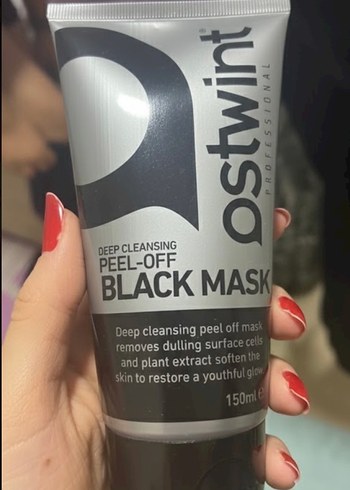 ostwint
PROFESSIONAL
DEEP CLEANSING
PEEL-OFF
BLACK MASK
Deep cleansing peel off mask
removes dulling surface cells
and plant extract soften the
skin to restore a youthful glow
150ml e